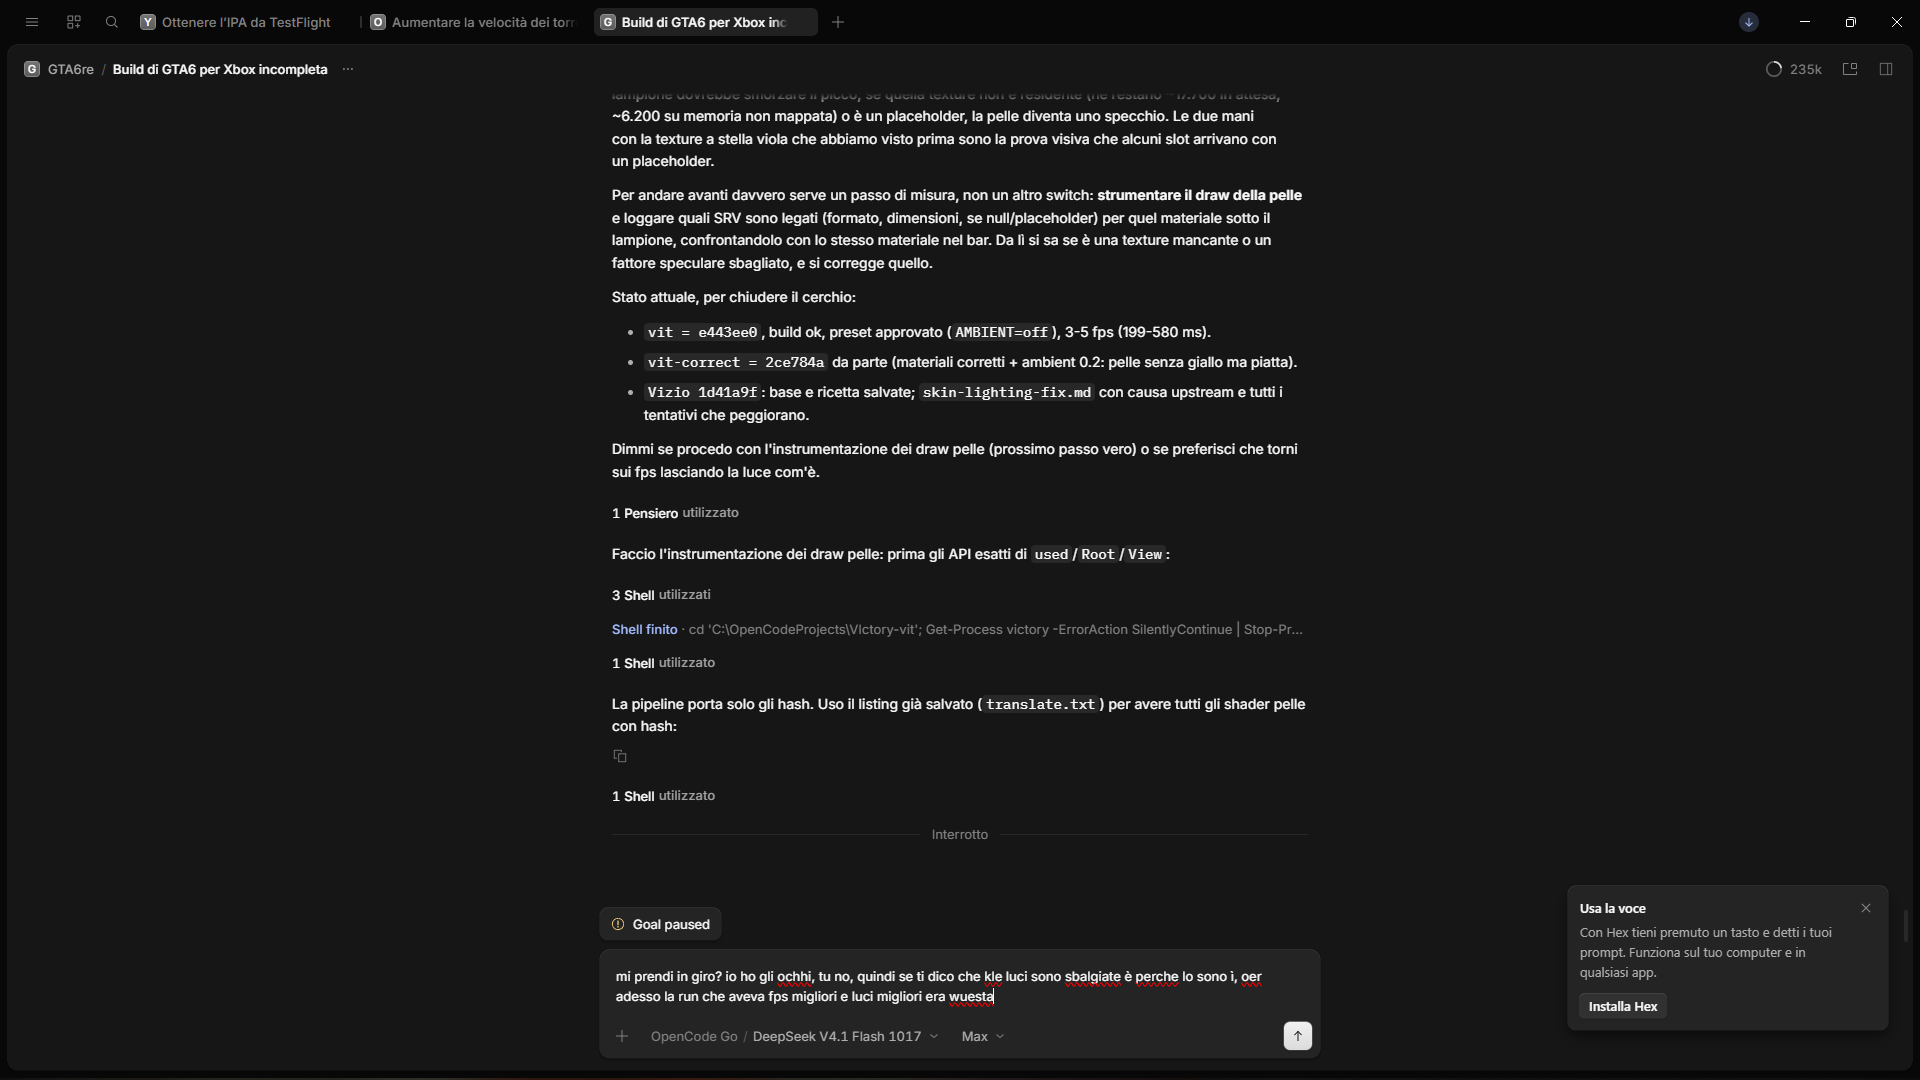 Y Ottenere l'IPA da TestFlight
O Aumentare la velocità dei torr
G Build di GTA6 per Xbox inc
G GTA6re / Build di GTA6 per Xbox incompleta ···
235k
~6.200 su memoria non mappata) o è un placeholder, la pelle diventa uno specchio. Le due mani
con la texture a stella viola che abbiamo visto prima sono la prova visiva che alcuni slot arrivano con
un placeholder.
Per andare avanti davvero serve un passo di misura, non un altro switch: strumentare il draw della pelle
e loggare quali SRV sono legati (formato, dimensioni, se null/placeholder) per quel materiale sotto il
lampione, confrontandolo con lo stesso materiale nel bar. Da lì si sa se è una texture mancante o un
fattore speculare sbagliato, e si corregge quello.
Stato attuale, per chiudere il cerchio:
• vit = e443ee0, build ok, preset approvato (AMBIENT=off), 3-5 fps (199-580 ms).
• vit-correct = 2ce784a da parte (materiali corretti + ambient 0.2: pelle senza giallo ma piatta).
• Vizio 1d41a9f: base e ricetta salvate; skin-lighting-fix.md con causa upstream e tutti i
tentativi che peggiorano.
Dimmi se procedo con l'instrumentazione dei draw pelle (prossimo passo vero) o se preferisci che torni
sui fps lasciando la luce com'è.
1 Pensiero utilizzato
Faccio l'instrumentazione dei draw pelle: prima gli API esatti di used/Root/View:
3 Shell utilizzati
Shell finito · cd 'C:\OpenCodeProjects\VIctory-vit'; Get-Process victory -ErrorAction SilentlyContinue | Stop-Pr...
1 Shell utilizzato
La pipeline porta solo gli hash. Uso il listing già salvato (translate.txt) per avere tutti gli shader pelle
con hash:
1 Shell utilizzato
Interrotto
Goal paused
mi prendi in giro? io ho gli ochhi, tu no, quindi se ti dico che kle luci sono sbalgiate è perche lo sono ì, oer
adesso la run che aveva fps migliori e luci migliori era wuesta
OpenCode Go / DeepSeek V4.1 Flash 1017
Max
Usa la voce
Con Hex tieni premuto un tasto e detti i tuoi
prompt. Funziona sul tuo computer e in
qualsiasi app.
Installa Hex